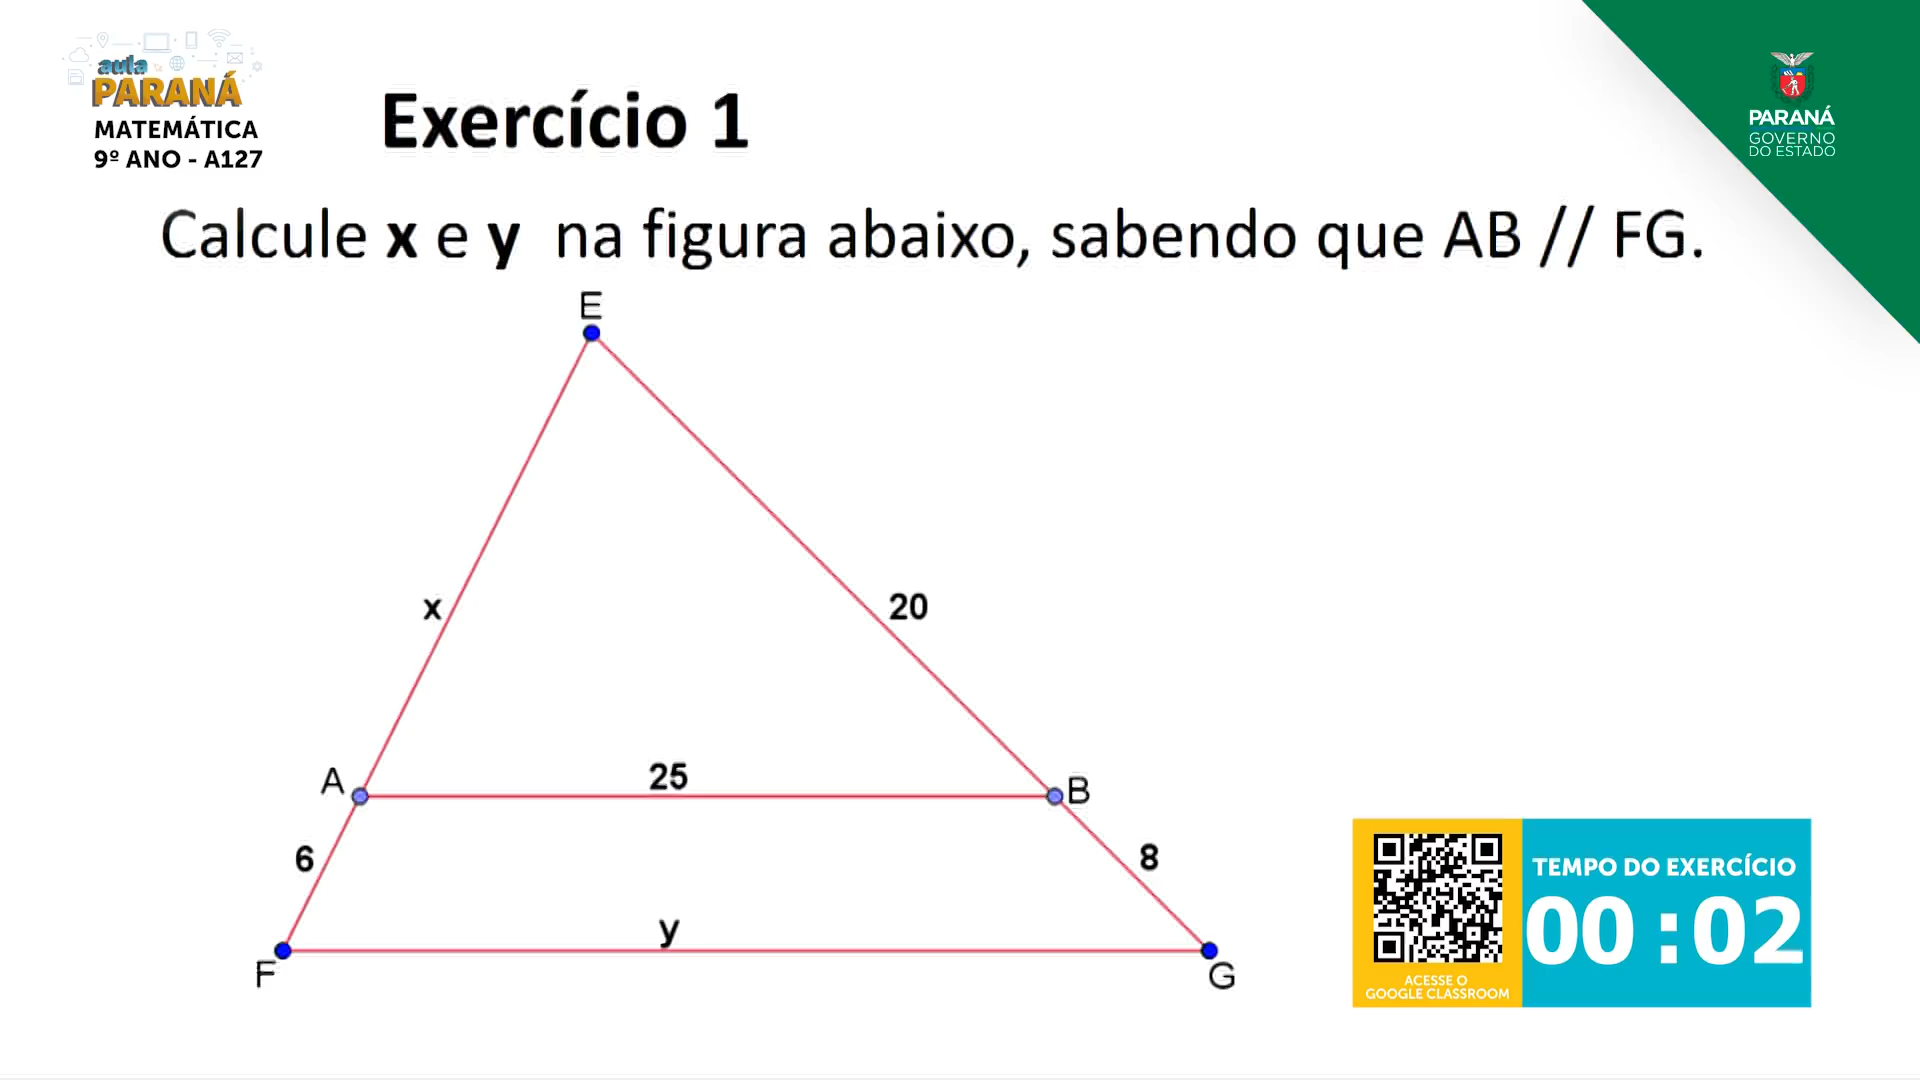 aula
PARANÁ
MATEMÁTICA
9º ANO - A127
Exercício 1
PARANÁ
GOVERNO
DO ESTADO
Calcule x e y na figura abaixo, sabendo que AB // FG.
E
x
20
A
25
B
6
8
y
F
G
TEMPO DO EXERCÍCIO
00 : 02
ACESSE O
GOOGLE CLASSROOM